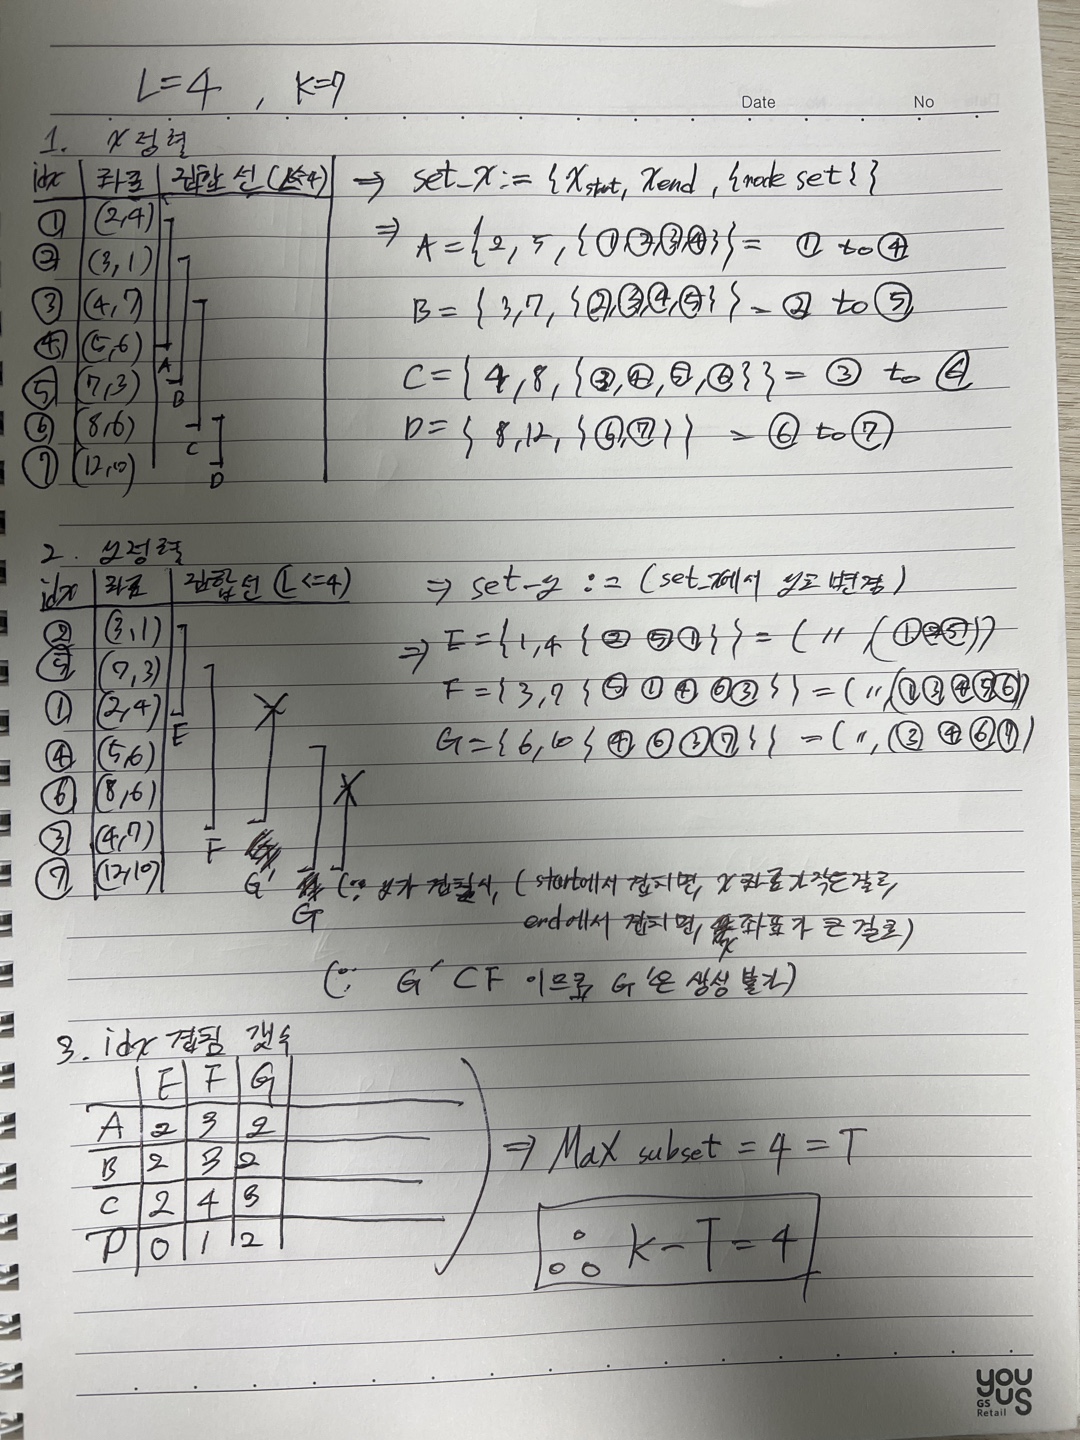 L=4 , K=7
Date No
1. x정렬
idx 좌표 집합 선(L<=4) ⇒ set_x := {Xstart, Xend, {node set}}
① (2,4) ⇒ A={2, 5, {①②③④}} = ① to ④
② (3,1)
③ (4,7) B={3,7, {②,③,④,⑤}} = ② to ⑤
④ (5,6) A
⑤ (7,3) B C={4,8, {③,④,⑤,⑥}} = ③ to ⑥
⑥ (8,6) C D={8,12, {⑥,⑦}} = ⑥ to ⑦
⑦ (12,10) D
2. y정렬
idx 좌표 집합 선(L<=4) ⇒ set_y := (set_x에서 y로 변경)
② (3,1) ⇒ E={1,4 {② ⑤ ①}} = (〃 (①②⑤))
⑤ (7,3) F={3,7 {⑤ ① ④ ⑥ ③}} = ( 〃, (①③④⑤⑥))
① (2,4) E G={6,10 {④ ⑥ ③ ⑦}} = ( 〃, (③ ④ ⑥ ⑦)
④ (5,6)
⑥ (8,6)
③ (4,7) F
⑦ (12,10) G' G (∵ y가 겹칠시, (start에서 겹치면, x좌표가 작은걸로,
end에서 겹치면, x좌표가 큰 걸로)
(∵ G' ⊂ F 이므로, G'은 생성 불가)
3. idx 겹침 갯수
E F G
A 2 3 2
B 2 3 2 ⇒ Max subset = 4 = T
C 2 4 3
D 0 1 2 ∴ K-T=4
you us
GS Retail